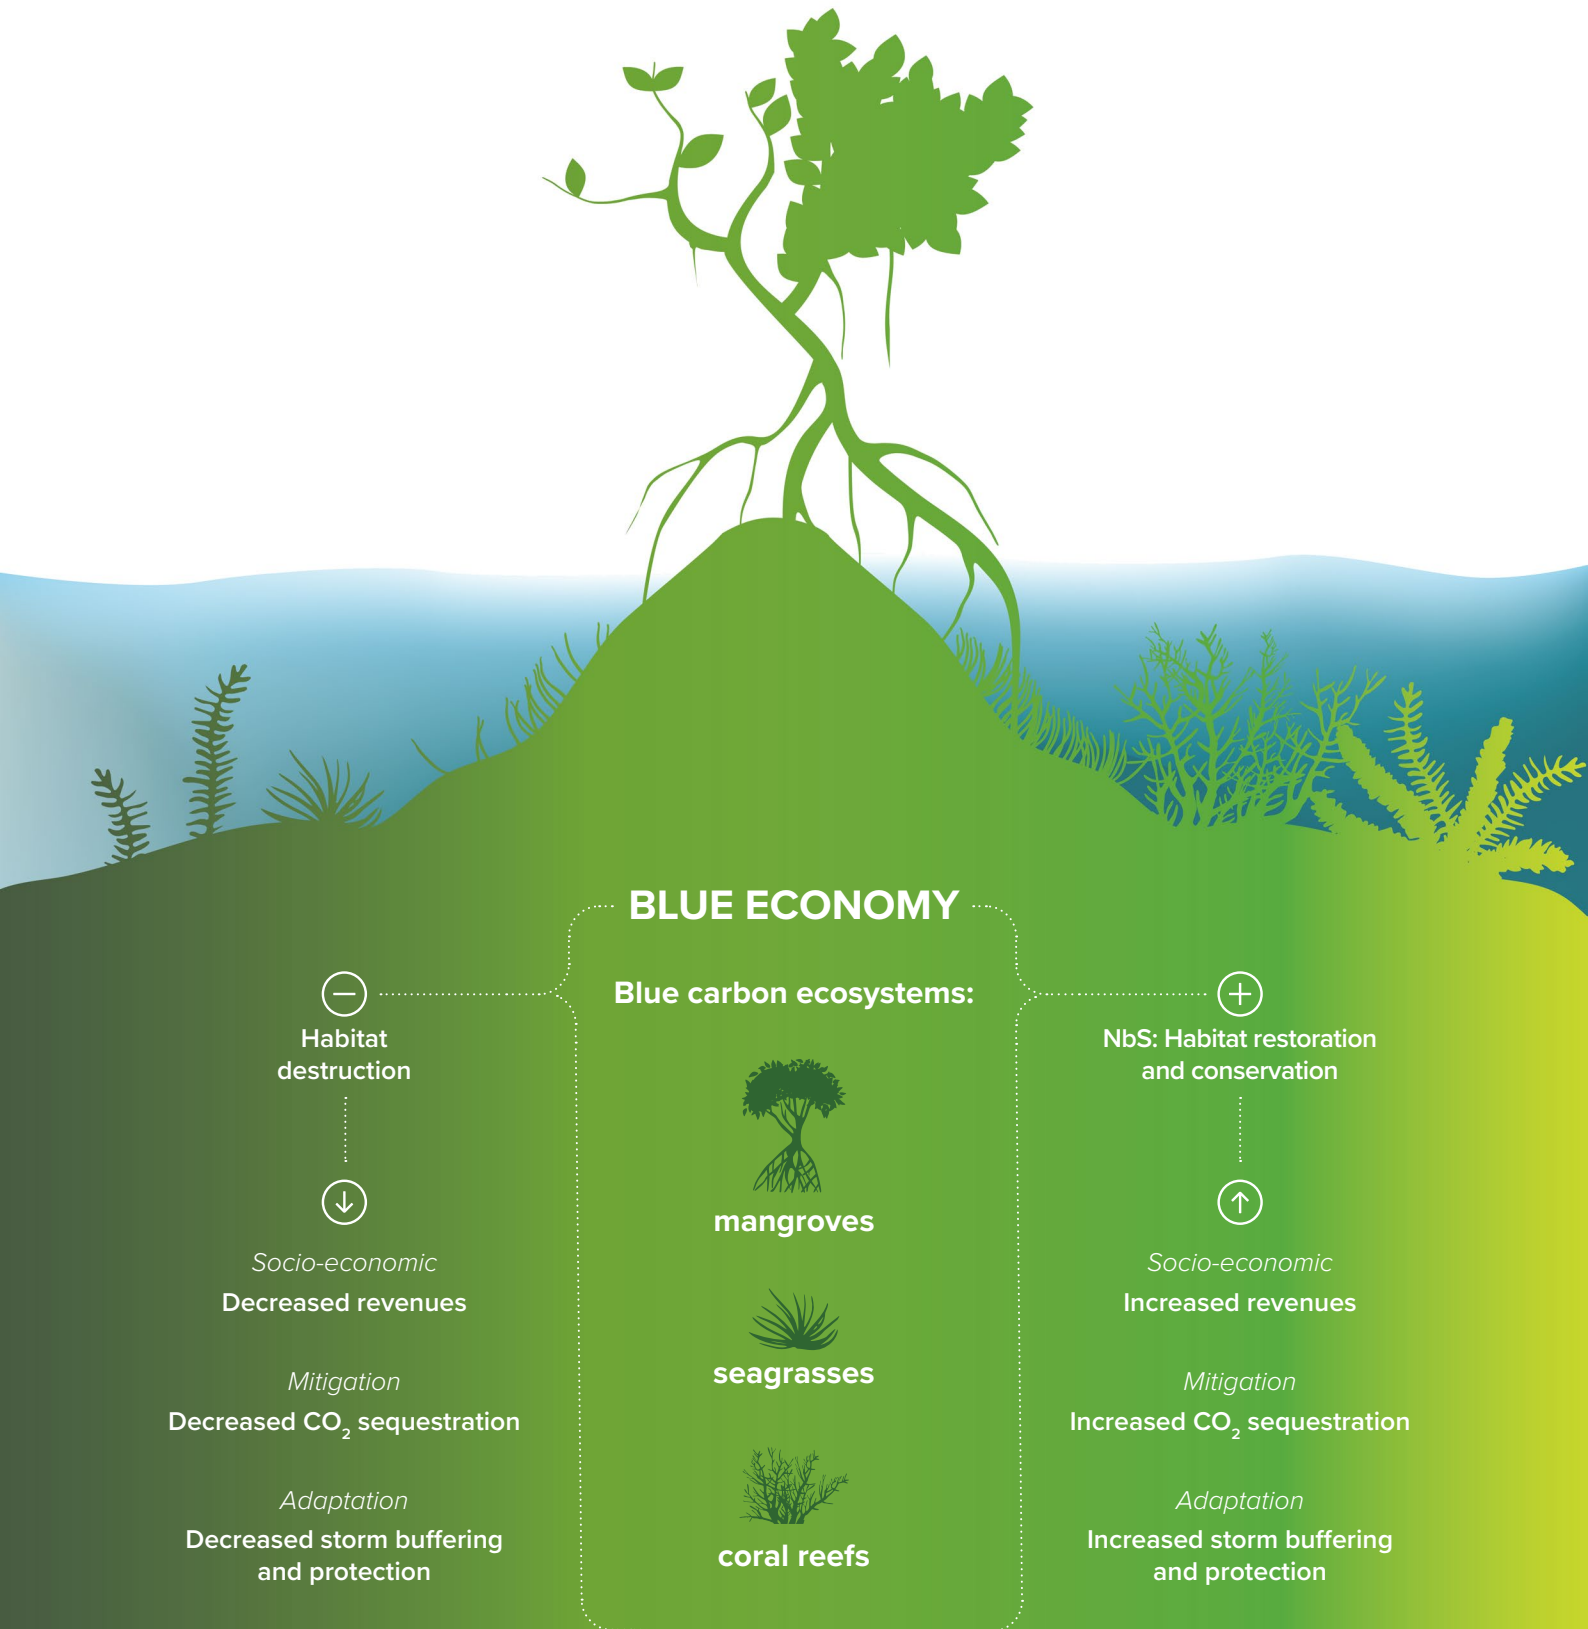 BLUE ECONOMY
Blue carbon ecosystems:
mangroves
seagrasses
coral reefs
Habitat
destruction
Socio-economic
Decreased revenues
Mitigation
Decreased CO₂ sequestration
Adaptation
Decreased storm buffering
and protection
NbS: Habitat restoration
and conservation
Socio-economic
Increased revenues
Mitigation
Increased CO₂ sequestration
Adaptation
Increased storm buffering
and protection